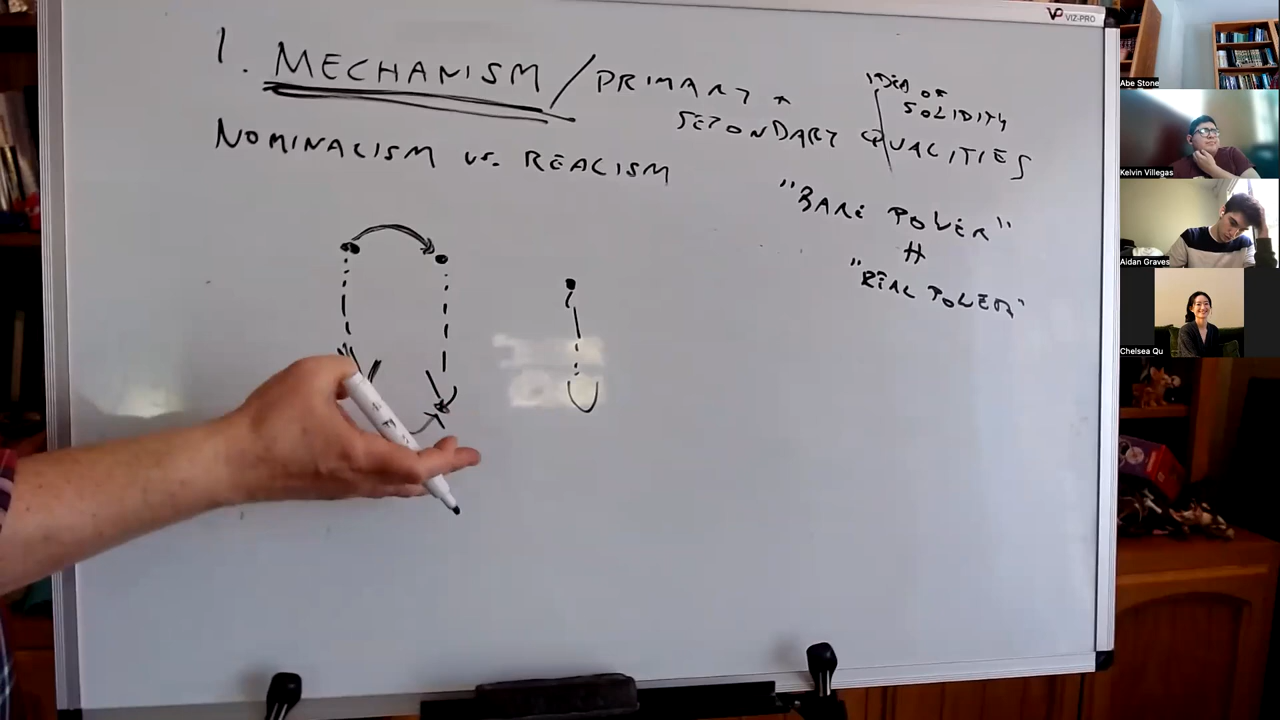 VP VIZ-PRO
1. MECHANISM / PRIMARY +
SECONDARY QUALITIES
IDEA OF
SOLIDITY
NOMINALISM vs. REALISM
"BARE POWER"
"REAL POWER"
Abe Stone
Kelvin Villegas
Aidan Graves
Chelsea Qu